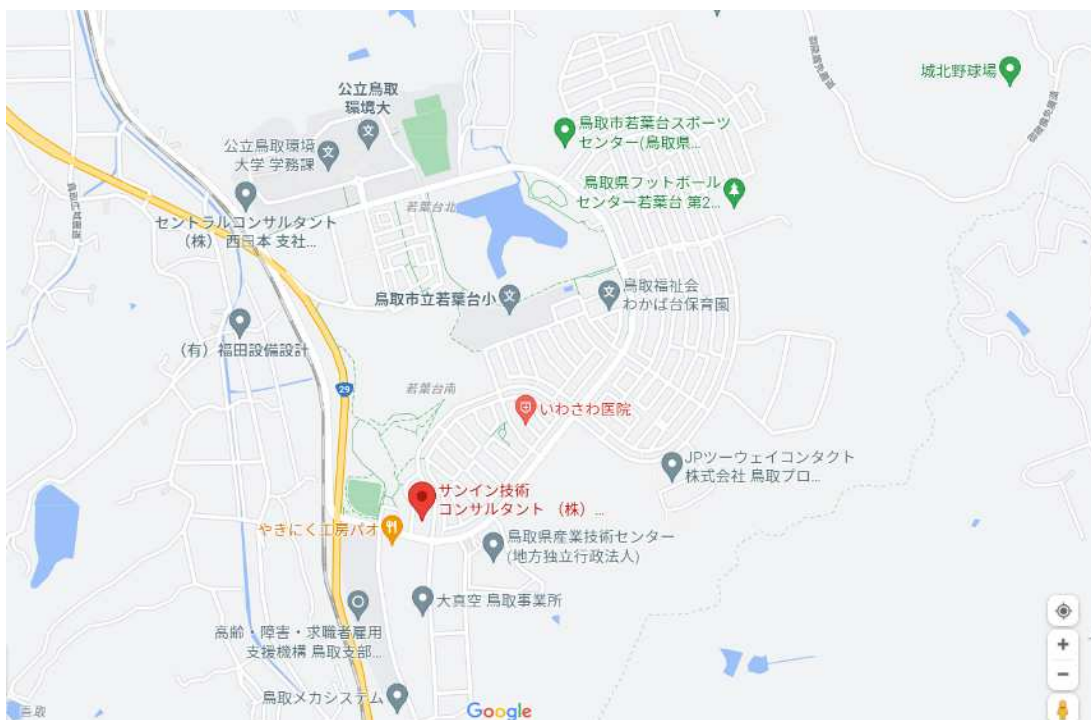 城北野球場
公立鳥取
環境大
公立鳥取環境
大学 学務課
鳥取市若葉台スポーツ
センター(鳥取県...
鳥取県フットボール
センター若葉台 第2...
若葉台北
セントラルコンサルタント
（株） 西日本 支社...
鳥取市立若葉台小
鳥取福祉会
わかば台保育園
（有）福田設備設計
29
若葉台南
いわさわ医院
JPツーウェイコンタクト
株式会社 鳥取プロ...
サンイン技術
コンサルタント （株） ...
やきにく工房パオ
鳥取県産業技術センター
(地方独立行政法人)
大真空 鳥取事業所
高齢・障害・求職者雇用
支援機構 鳥取支部...
鳥取メカシステム
Google